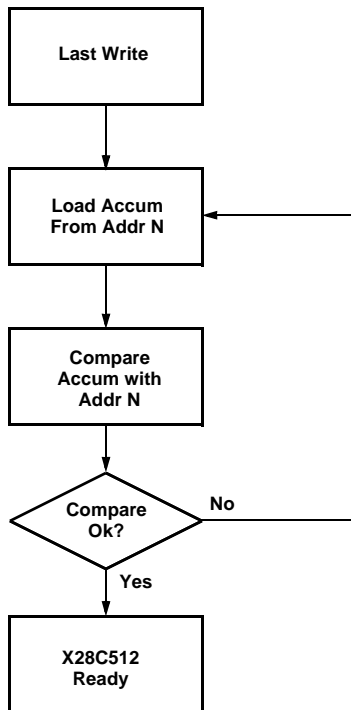 Last Write
Load Accum
From Addr N
Compare
Accum with
Addr N
Compare
Ok?
No
Yes
X28C512
Ready